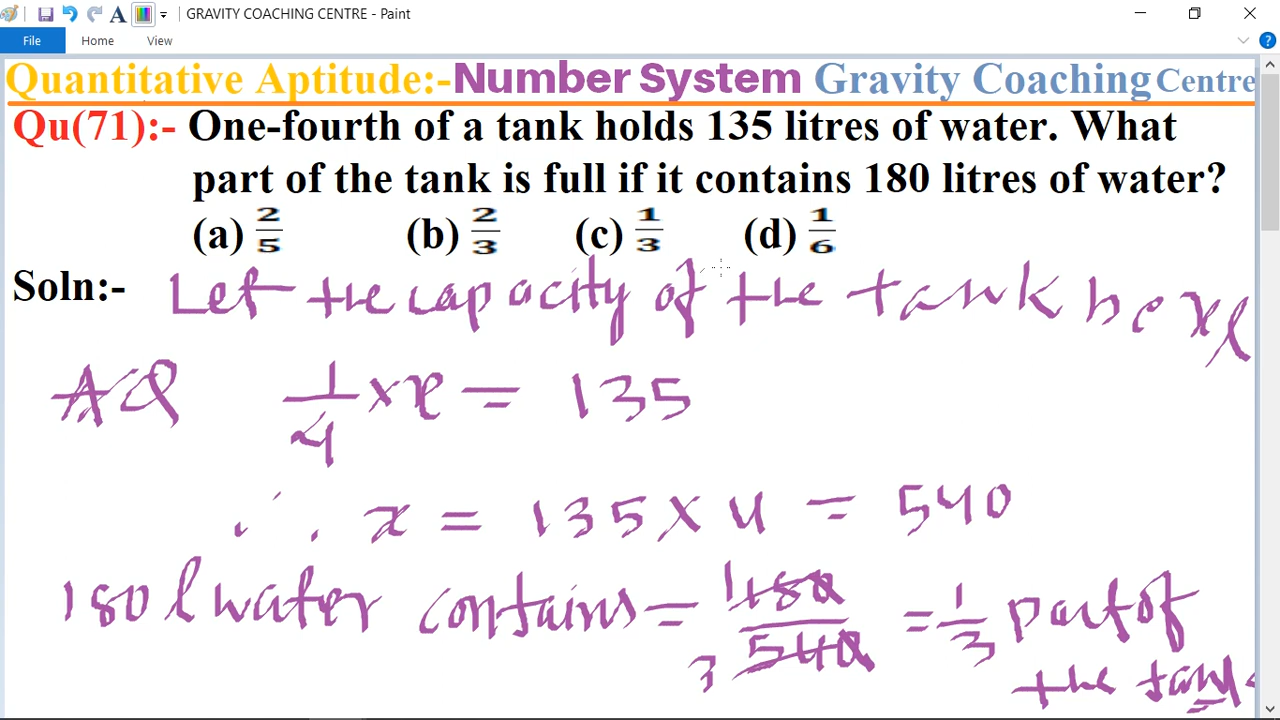 GRAVITY COACHING CENTRE - Paint
File Home View
Quantitative Aptitude:-Number System Gravity Coaching Centre
Qu(71):- One-fourth of a tank holds 135 litres of water. What
part of the tank is full if it contains 180 litres of water?
(a) 2/5 (b) 2/3 (c) 1/3 (d) 1/6
Soln:- Let the capacity of the tank be xl
AQ 1/4 × x = 135
∴ x = 135 × 4 = 540
180 l water contains = 180/540 3 = 1/3 part of
the tank